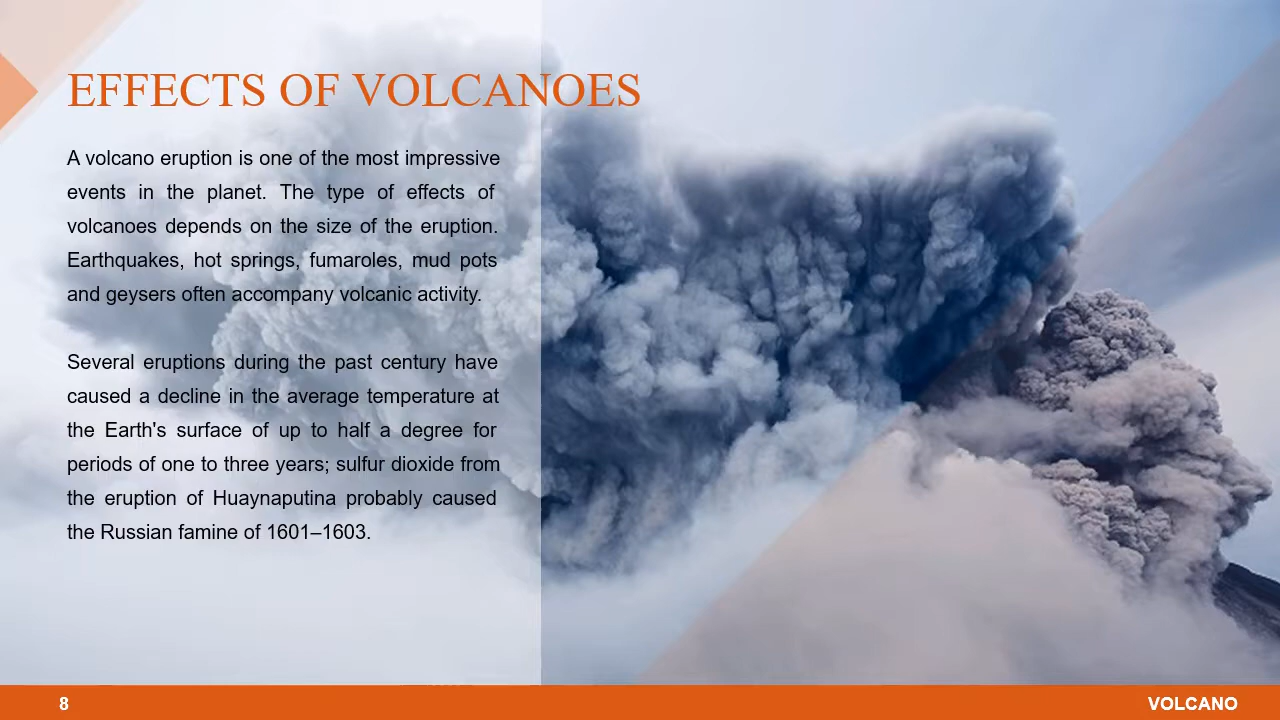 EFFECTS OF VOLCANOES
A volcano eruption is one of the most impressive
events in the planet. The type of effects of
volcanoes depends on the size of the eruption.
Earthquakes, hot springs, fumaroles, mud pots
and geysers often accompany volcanic activity.
Several eruptions during the past century have
caused a decline in the average temperature at
the Earth's surface of up to half a degree for
periods of one to three years; sulfur dioxide from
the eruption of Huaynaputina probably caused
the Russian famine of 1601–1603.
8
VOLCANO